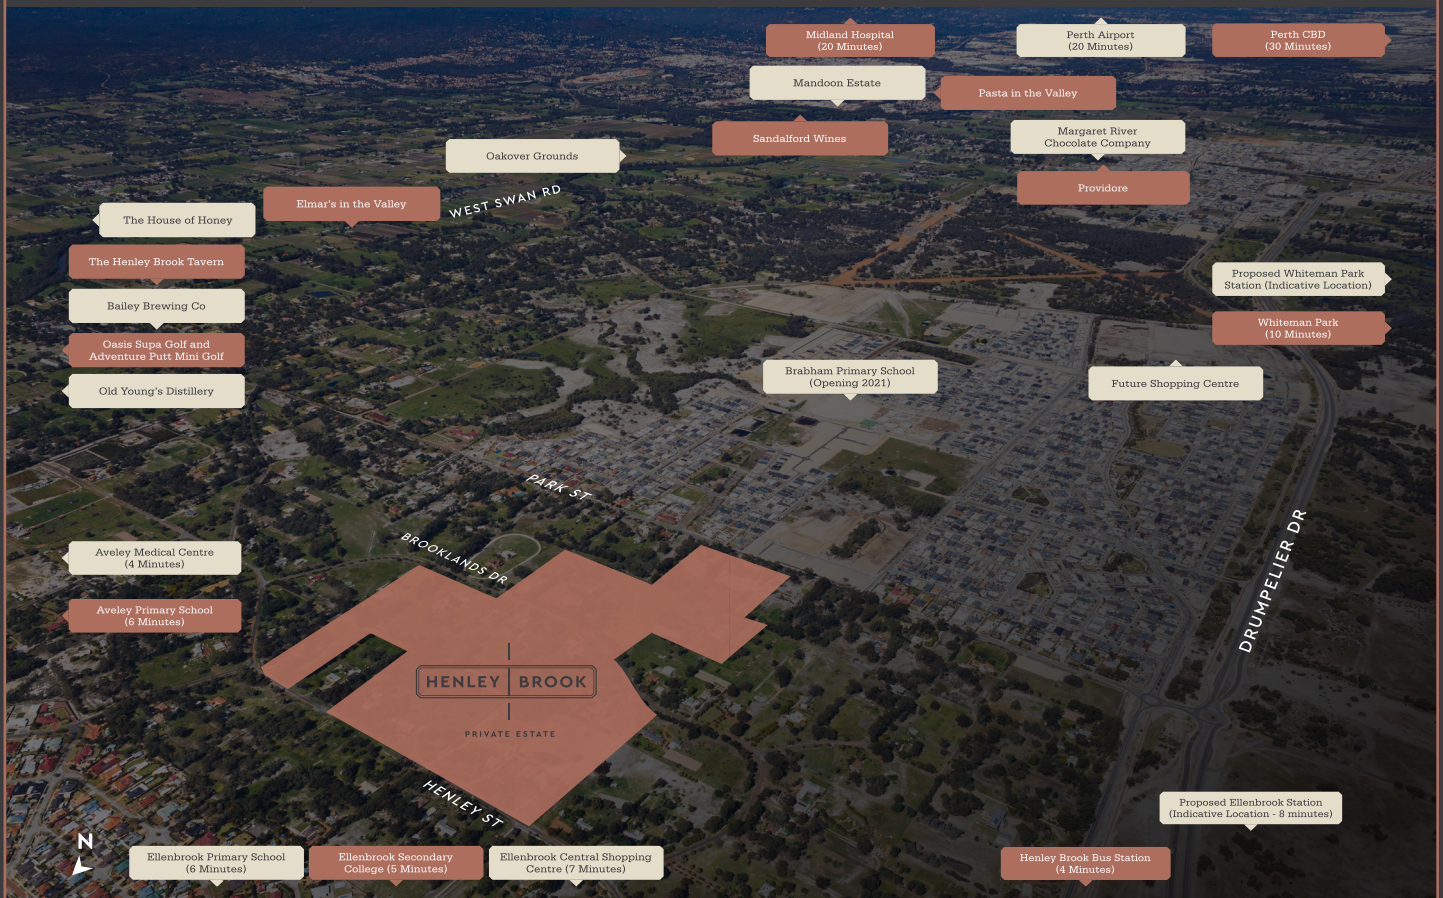 Midland Hospital
(20 Minutes)
Perth Airport
(20 Minutes)
Perth CBD
(30 Minutes)
Mandoon Estate
Pasta in the Valley
Sandalford Wines
Margaret River
Chocolate Company
Oakover Grounds
Providore
Elmar's in the Valley
WEST SWAN RD
The House of Honey
The Henley Brook Tavern
Bailey Brewing Co
Oasis Supa Golf and
Adventure Putt Mini Golf
Old Young's Distillery
Proposed Whiteman Park
Station (Indicative Location)
Whiteman Park
(10 Minutes)
Brabham Primary School
(Opening 2021)
Future Shopping Centre
PARK ST
BROOKLANDS DR
DRUMPELIER DR
Aveley Medical Centre
(4 Minutes)
Aveley Primary School
(6 Minutes)
HENLEY BROOK
PRIVATE ESTATE
HENLEY ST
Proposed Ellenbrook Station
(Indicative Location - 8 minutes)
N
Ellenbrook Primary School
(6 Minutes)
Ellenbrook Secondary
College (5 Minutes)
Ellenbrook Central Shopping
Centre (7 Minutes)
Henley Brook Bus Station
(4 Minutes)